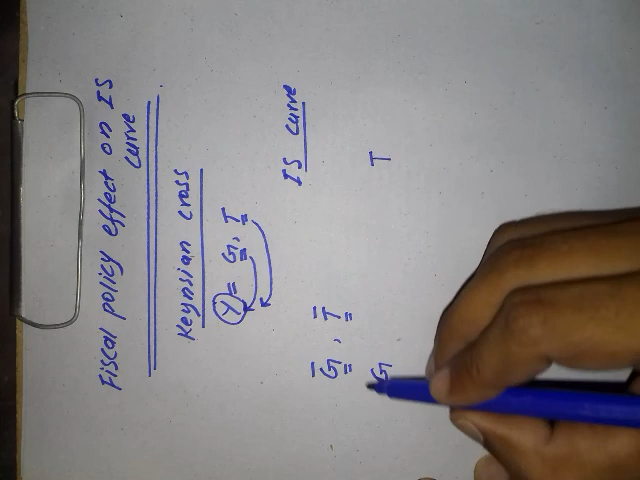 Fiscal policy effect on IS
curve
Keynsian cross
Y = G, T
IS curve
G̅, T̅
G T